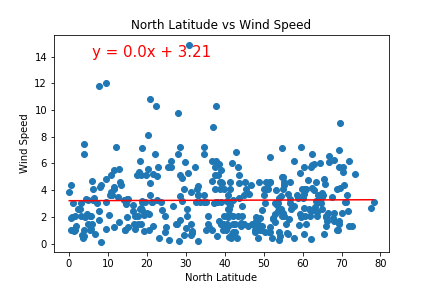 North Latitude vs Wind Speed
y = 0.0x + 3.21
14
12
10
8
6
4
2
0
Wind Speed
0 10 20 30 40 50 60 70 80
North Latitude